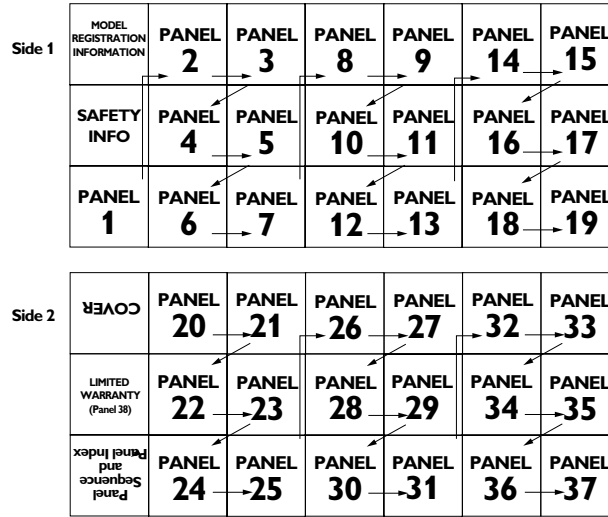 Side 1
MODEL
REGISTRATION
INFORMATION
PANEL
2
PANEL
3
PANEL
8
PANEL
9
PANEL
14
PANEL
15
SAFETY
INFO
PANEL
4
PANEL
5
PANEL
10
PANEL
11
PANEL
16
PANEL
17
PANEL
1
PANEL
6
PANEL
7
PANEL
12
PANEL
13
PANEL
18
PANEL
19
Side 2
COVER
PANEL
20
PANEL
21
PANEL
26
PANEL
27
PANEL
32
PANEL
33
LIMITED
WARRANTY
(Panel 38)
PANEL
22
PANEL
23
PANEL
28
PANEL
29
PANEL
34
PANEL
35
Panel
Sequence
and
Panel Index
PANEL
24
PANEL
25
PANEL
30
PANEL
31
PANEL
36
PANEL
37